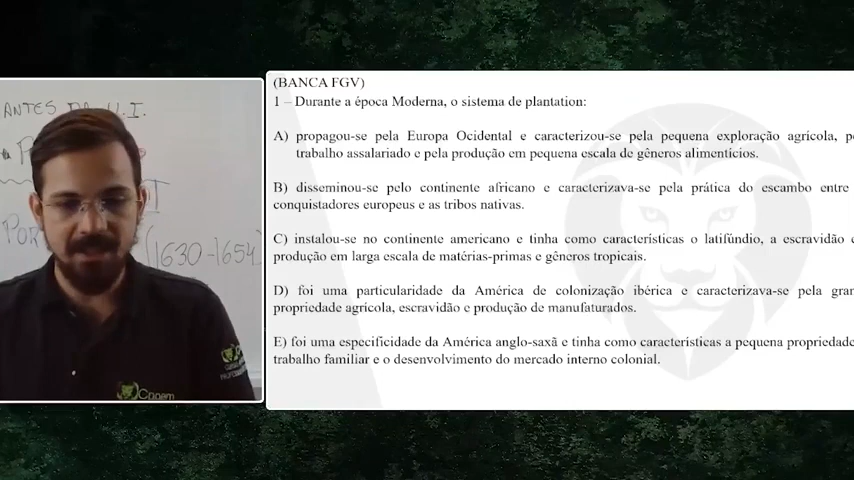 (BANCA FGV)
1 – Durante a época Moderna, o sistema de plantation:
A) propagou-se pela Europa Ocidental e caracterizou-se pela pequena exploração agrícola,
trabalho assalariado e pela produção em pequena escala de gêneros alimentícios.
B) disseminou-se pelo continente africano e caracterizava-se pela prática do escambo entre
conquistadores europeus e as tribos nativas.
C) instalou-se no continente americano e tinha como características o latifúndio, a escravidão
produção em larga escala de matérias-primas e gêneros tropicais.
D) foi uma particularidade da América de colonização ibérica e caracterizava-se pela
propriedade agrícola, escravidão e produção de manufaturados.
E) foi uma especificidade da América anglo-saxã e tinha como características a pequena propriedade
trabalho familiar e o desenvolvimento do mercado interno colonial.
ANTES
(1630-1654)